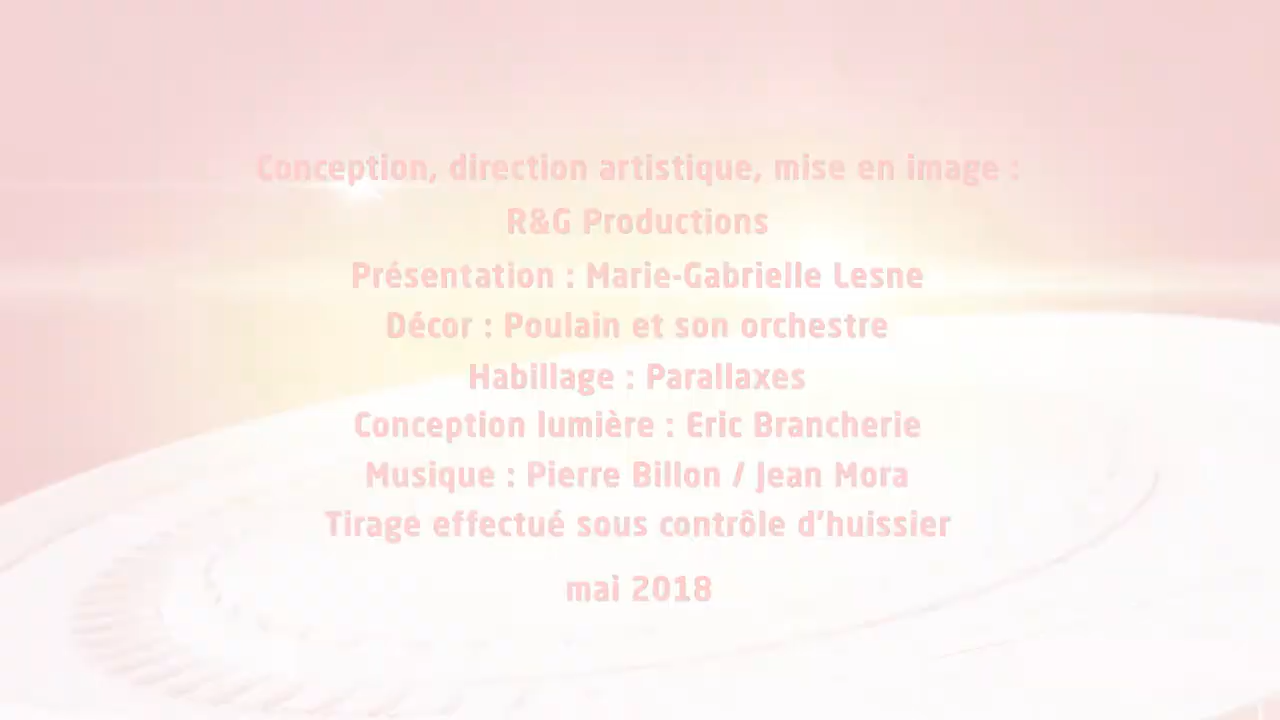 Conception, direction artistique, mise en image :
R&G Productions
Présentation : Marie-Gabrielle Lesne
Décor : Poulain et son orchestre
Habillage : Parallaxes
Conception lumière : Eric Brancherie
Musique : Pierre Billon / Jean Mora
Tirage effectué sous contrôle d’huissier
mai 2018